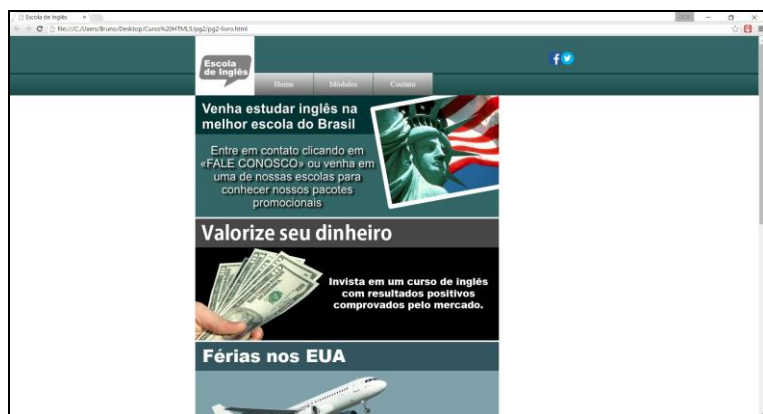 Escola de Inglês
file:///C:/Users/Bruno/Desktop/Curso%20HTML5/pg2/pg2-livro.html
Escola
de Inglês
Home Módulos Contato
Venha estudar inglês na
melhor escola do Brasil
Entre em contato clicando em
«FALE CONOSCO» ou venha em
uma de nossas escolas para
conhecer nossos pacotes
promocionais
Valorize seu dinheiro
Invista em um curso de inglês
com resultados positivos
comprovados pelo mercado.
Férias nos EUA